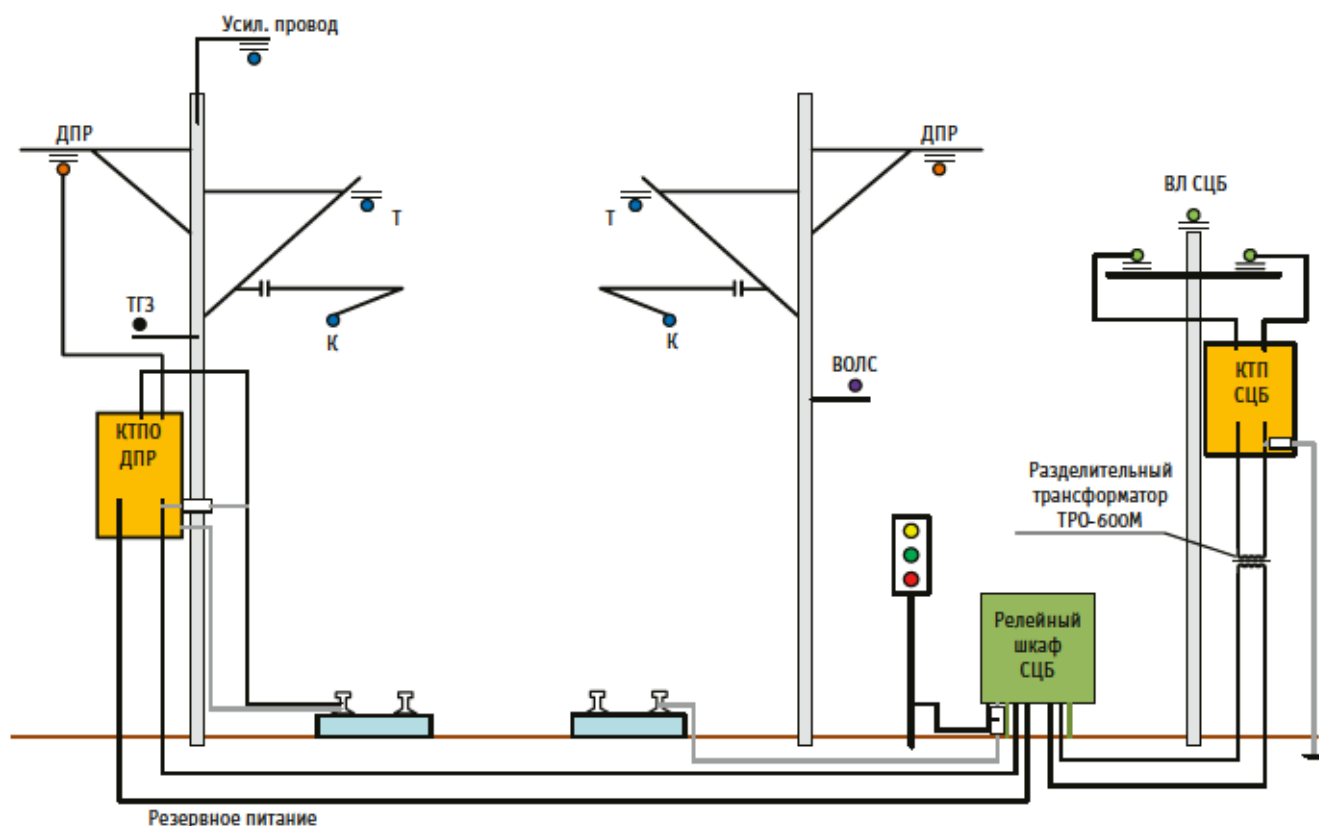 Усил. провод
ДПР
ДПР
ВЛ СЦБ
Т
Т
ТГЗ
К
К
ВОЛС
КТП
СЦБ
КТПО
ДПР
Разделительный
трансформатор
ТРО-600М
Релейный
шкаф
СЦБ
Резервное питание